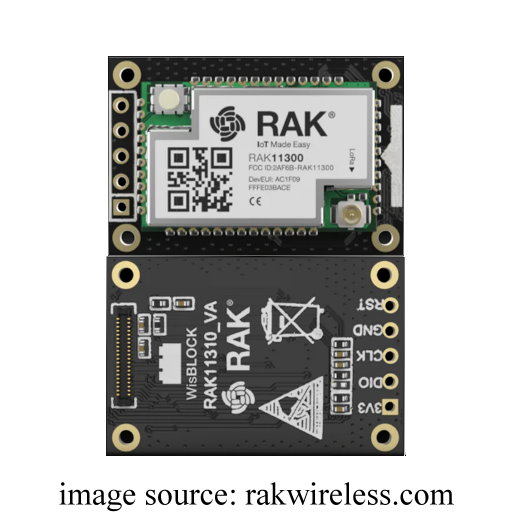 RAK®
IoT Made Easy
RAK11300
FCC ID:2AF6B-RAK11300
DevEUI: AC1F09
FFFE03BACE
CE
LoRa
WisBLOCK
RAK11310_VA
RAK®
RST
GND
CLK
DIO
3V3
image source: rakwireless.com